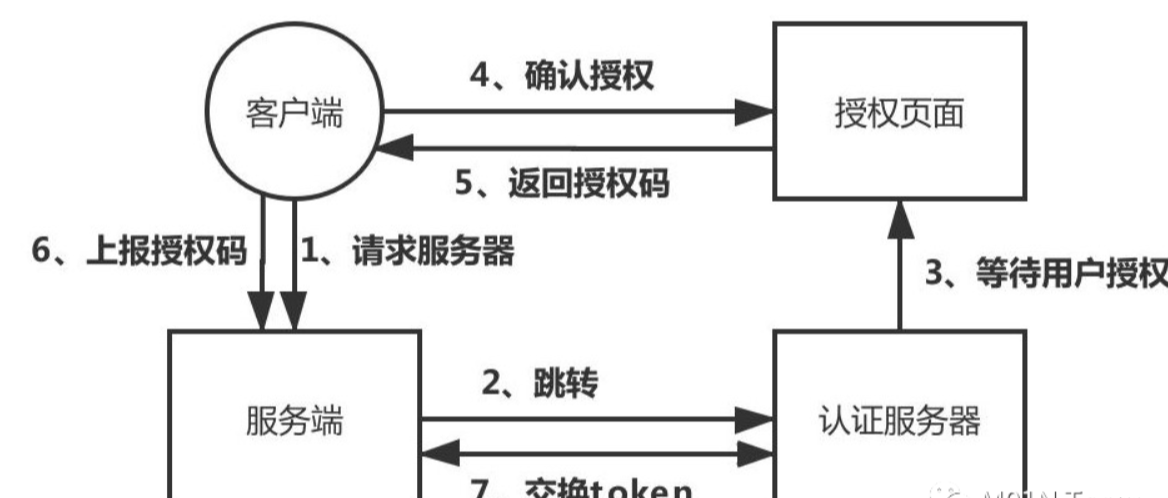 4、确认授权
客户端
授权页面
5、返回授权码
6、上报授权码
1、请求服务器
3、等待用户授权
2、跳转
服务端
认证服务器
7、交换token